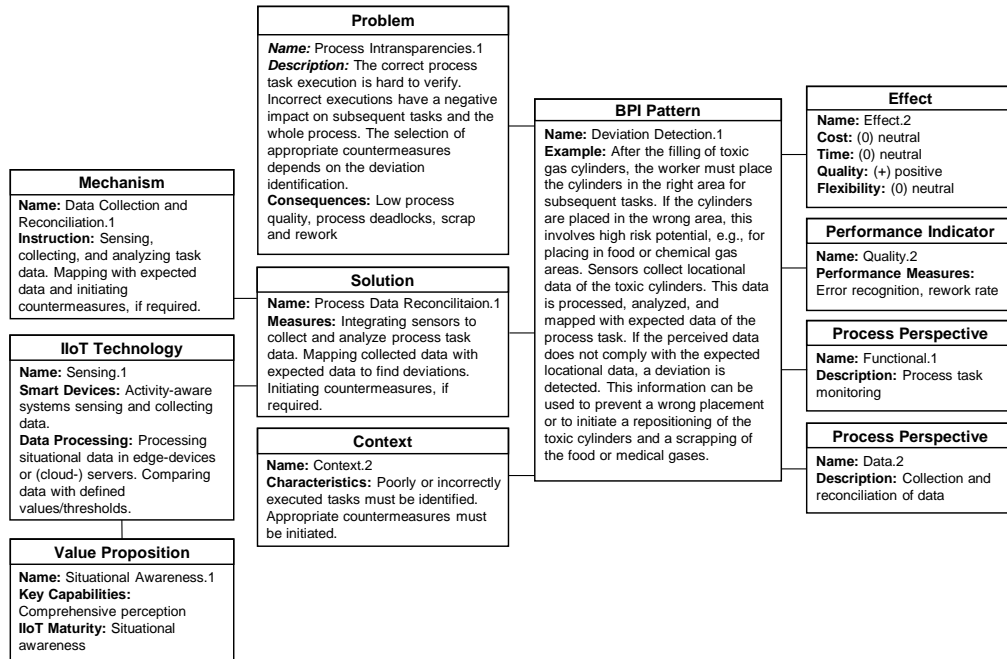 Problem
Name: Process Intransparencies.1
Description: The correct process
task execution is hard to verify.
Incorrect executions have a negative
impact on subsequent tasks and the
whole process. The selection of
appropriate countermeasures
depends on the deviation
identification.
Consequences: Low process
quality, process deadlocks, scrap
and rework
Mechanism
Name: Data Collection and
Reconciliation.1
Instruction: Sensing,
collecting, and analyzing task
data. Mapping with expected
data and initiating
countermeasures, if required.
Solution
Name: Process Data Reconcilitaion.1
Measures: Integrating sensors to
collect and analyze process task
data. Mapping collected data with
expected data to find deviations.
Initiating countermeasures, if
required.
IIoT Technology
Name: Sensing.1
Smart Devices: Activity-aware
systems sensing and collecting
data.
Data Processing: Processing
situational data in edge-devices
or (cloud-) servers. Comparing
data with defined
values/thresholds.
Context
Name: Context.2
Characteristics: Poorly or incorrectly
executed tasks must be identified.
Appropriate countermeasures must
be initiated.
Value Proposition
Name: Situational Awareness.1
Key Capabilities:
Comprehensive perception
IIoT Maturity: Situational
awareness
BPI Pattern
Name: Deviation Detection.1
Example: After the filling of toxic
gas cylinders, the worker must place
the cylinders in the right area for
subsequent tasks. If the cylinders
are placed in the wrong area, this
involves high risk potential, e.g., for
placing in food or chemical gas
areas. Sensors collect locational
data of the toxic cylinders. This data
is processed, analyzed, and
mapped with expected data of the
process task. If the perceived data
does not comply with the expected
locational data, a deviation is
detected. This information can be
used to prevent a wrong placement
or to initiate a repositioning of the
toxic cylinders and a scrapping of
the food or medical gases.
Effect
Name: Effect.2
Cost: (0) neutral
Time: (0) neutral
Quality: (+) positive
Flexibility: (0) neutral
Performance Indicator
Name: Quality.2
Performance Measures:
Error recognition, rework rate
Process Perspective
Name: Functional.1
Description: Process task
monitoring
Process Perspective
Name: Data.2
Description: Collection and
reconciliation of data